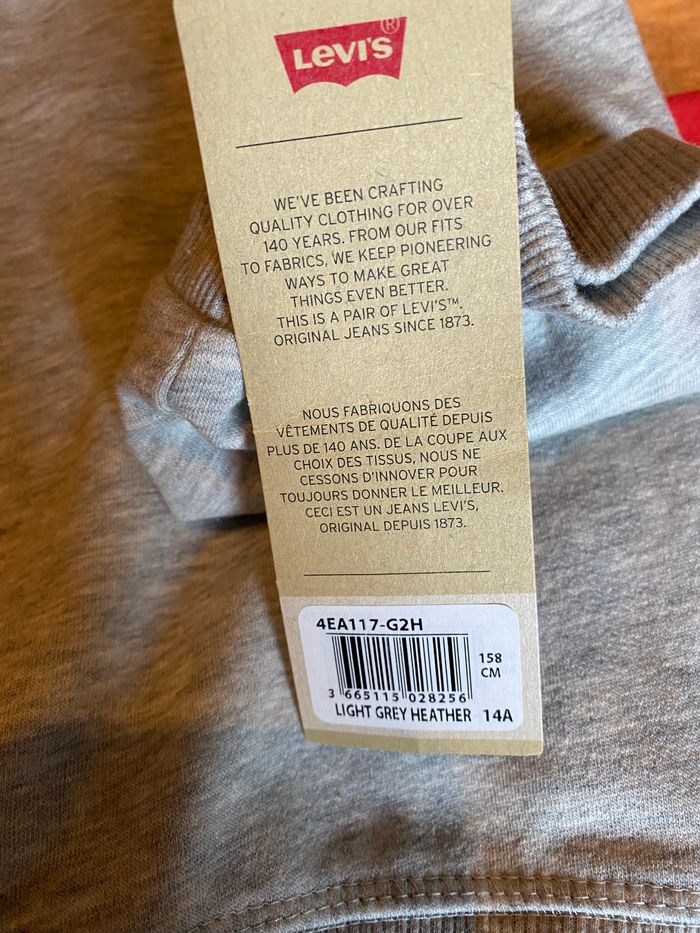 LEVI'S®
WE'VE BEEN CRAFTING
QUALITY CLOTHING FOR OVER
140 YEARS. FROM OUR FITS
TO FABRICS, WE KEEP PIONEERING
WAYS TO MAKE GREAT
THINGS EVEN BETTER.
THIS IS A PAIR OF LEVI'S™.
ORIGINAL JEANS SINCE 1873.
NOUS FABRIQUONS DES
VÊTEMENTS DE QUALITÉ DEPUIS
PLUS DE 140 ANS. DE LA COUPE AUX
CHOIX DES TISSUS, NOUS NE
CESSONS D'INNOVER POUR
TOUJOURS DONNER LE MEILLEUR.
CECI EST UN JEANS LEVI'S,
ORIGINAL DEPUIS 1873.
4EA117-G2H
158
CM
3 665115 028256
LIGHT GREY HEATHER 14A